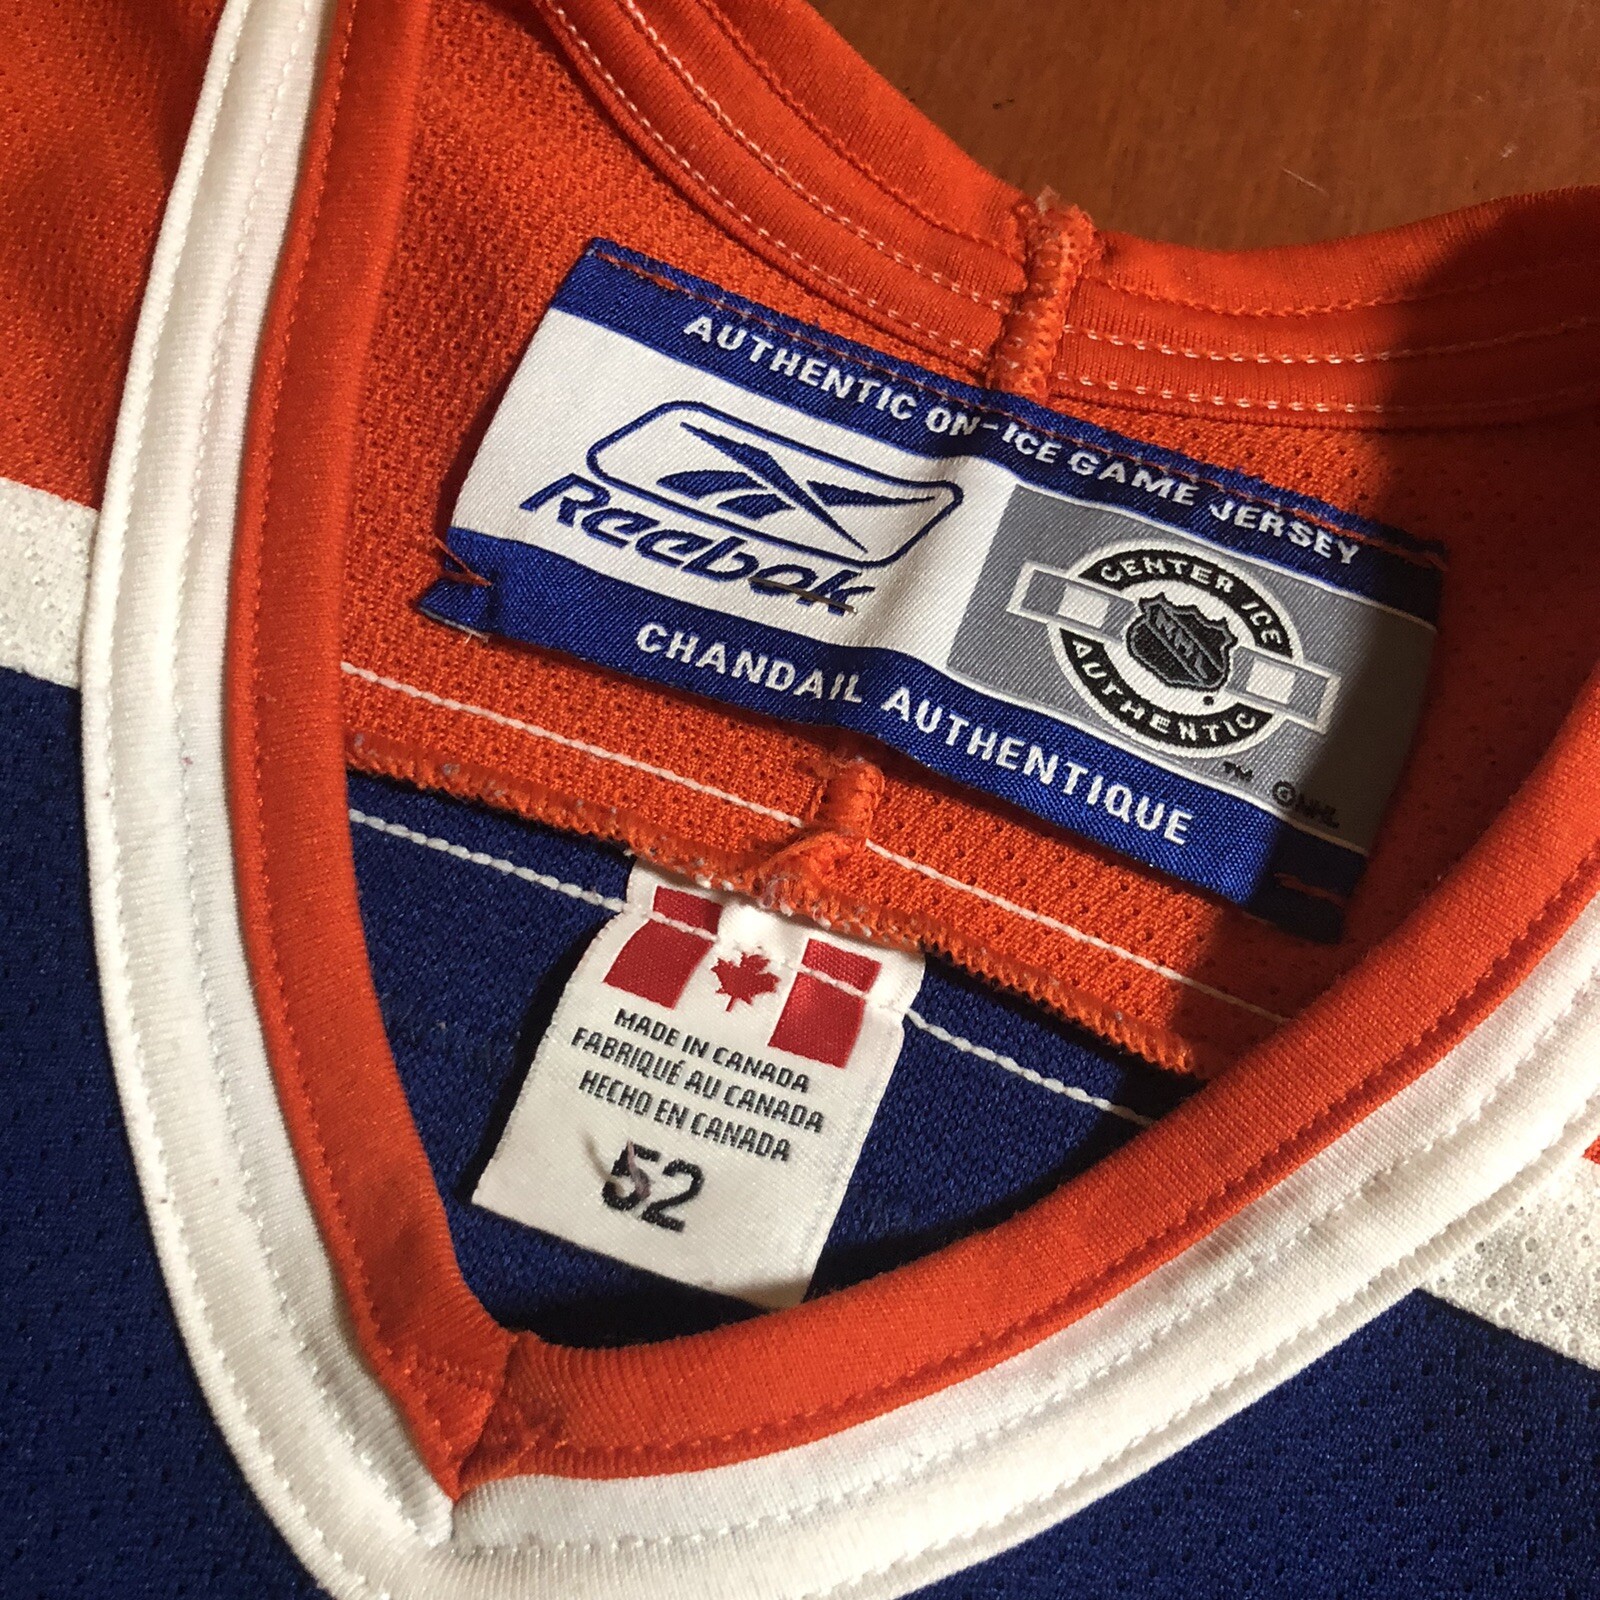 AUTHENTIC ON-ICE GAME JERSEY
Reebok
CENTER ICE
NHL
AUTHENTIC
TM ©NHL
CHANDAIL AUTHENTIQUE
MADE IN CANADA
FABRIQUÉ AU CANADA
HECHO EN CANADA
52